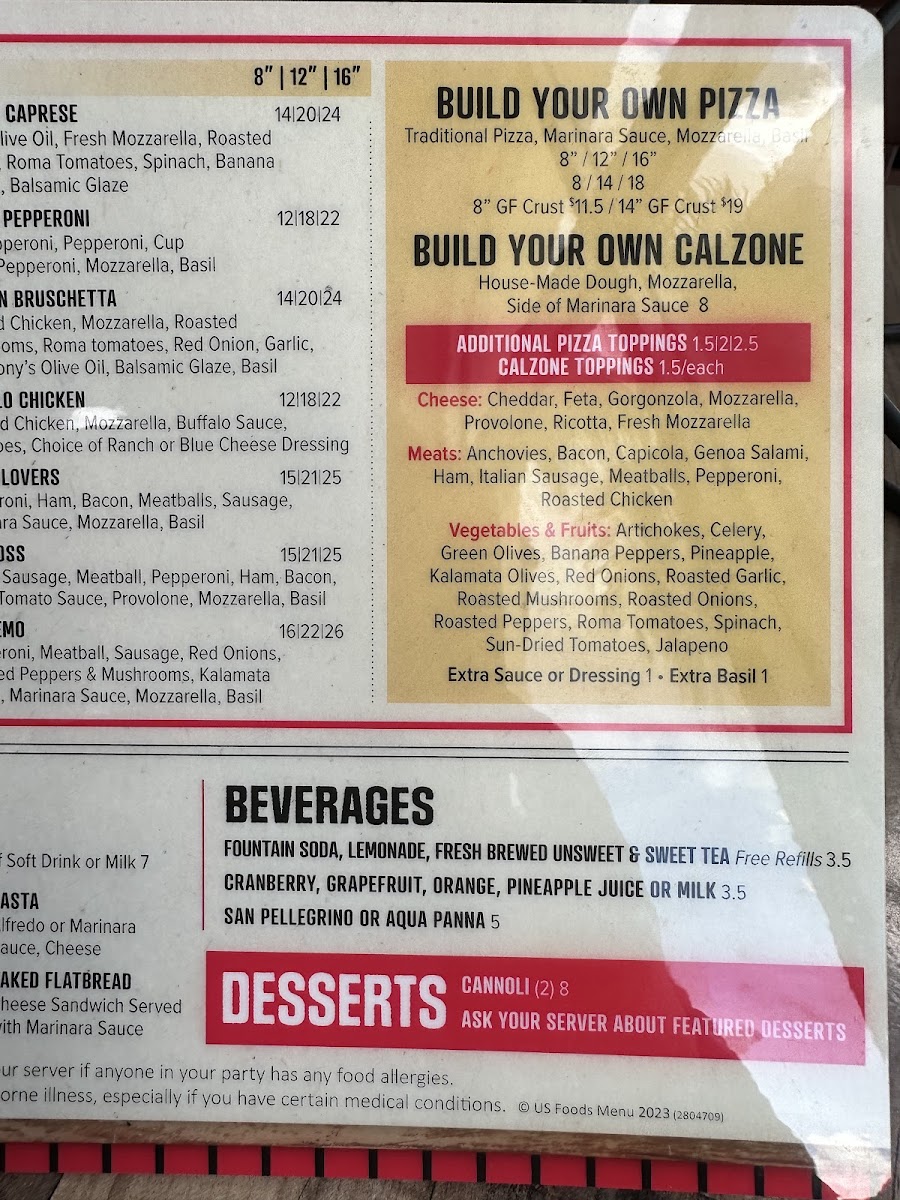 8" | 12" | 16"
CAPRESE 14|20|24
live Oil, Fresh Mozzarella, Roasted
, Roma Tomatoes, Spinach, Banana
, Balsamic Glaze
PEPPERONI 12|18|22
pperoni, Pepperoni, Cup
Pepperoni, Mozzarella, Basil
N BRUSCHETTA 14|20|24
d Chicken, Mozzarella, Roasted
oms, Roma tomatoes, Red Onion, Garlic,
ony's Olive Oil, Balsamic Glaze, Basil
LO CHICKEN 12|18|22
d Chicken, Mozzarella, Buffalo Sauce,
oes, Choice of Ranch or Blue Cheese Dressing
LOVERS 15|21|25
roni, Ham, Bacon, Meatballs, Sausage,
ra Sauce, Mozzarella, Basil
OSS 15|21|25
Sausage, Meatball, Pepperoni, Ham, Bacon,
Tomato Sauce, Provolone, Mozzarella, Basil
EMO 16|22|26
eroni, Meatball, Sausage, Red Onions,
ed Peppers & Mushrooms, Kalamata
, Marinara Sauce, Mozzarella, Basil
BUILD YOUR OWN PIZZA
Traditional Pizza, Marinara Sauce, Mozzarella, Basil
8" / 12" / 16"
8 / 14 / 18
8" GF Crust $11.5 / 14" GF Crust $19
BUILD YOUR OWN CALZONE
House-Made Dough, Mozzarella,
Side of Marinara Sauce 8
ADDITIONAL PIZZA TOPPINGS 1.5|2|2.5
CALZONE TOPPINGS 1.5/each
Cheese: Cheddar, Feta, Gorgonzola, Mozzarella,
Provolone, Ricotta, Fresh Mozzarella
Meats: Anchovies, Bacon, Capicola, Genoa Salami,
Ham, Italian Sausage, Meatballs, Pepperoni,
Roasted Chicken
Vegetables & Fruits: Artichokes, Celery,
Green Olives, Banana Peppers, Pineapple,
Kalamata Olives, Red Onions, Roasted Garlic,
Roasted Mushrooms, Roasted Onions,
Roasted Peppers, Roma Tomatoes, Spinach,
Sun-Dried Tomatoes, Jalapeno
Extra Sauce or Dressing 1 • Extra Basil 1
f Soft Drink or Milk 7
ASTA
lfredo or Marinara
auce, Cheese
AKED FLATBREAD
heese Sandwich Served
with Marinara Sauce
BEVERAGES
FOUNTAIN SODA, LEMONADE, FRESH BREWED UNSWEET & SWEET TEA Free Refills 3.5
CRANBERRY, GRAPEFRUIT, ORANGE, PINEAPPLE JUICE OR MILK 3.5
SAN PELLEGRINO OR AQUA PANNA 5
DESSERTS
CANNOLI (2) 8
ASK YOUR SERVER ABOUT FEATURED DESSERTS
ur server if anyone in your party has any food allergies.
orne illness, especially if you have certain medical conditions. © US Foods Menu 2023 (2804709)